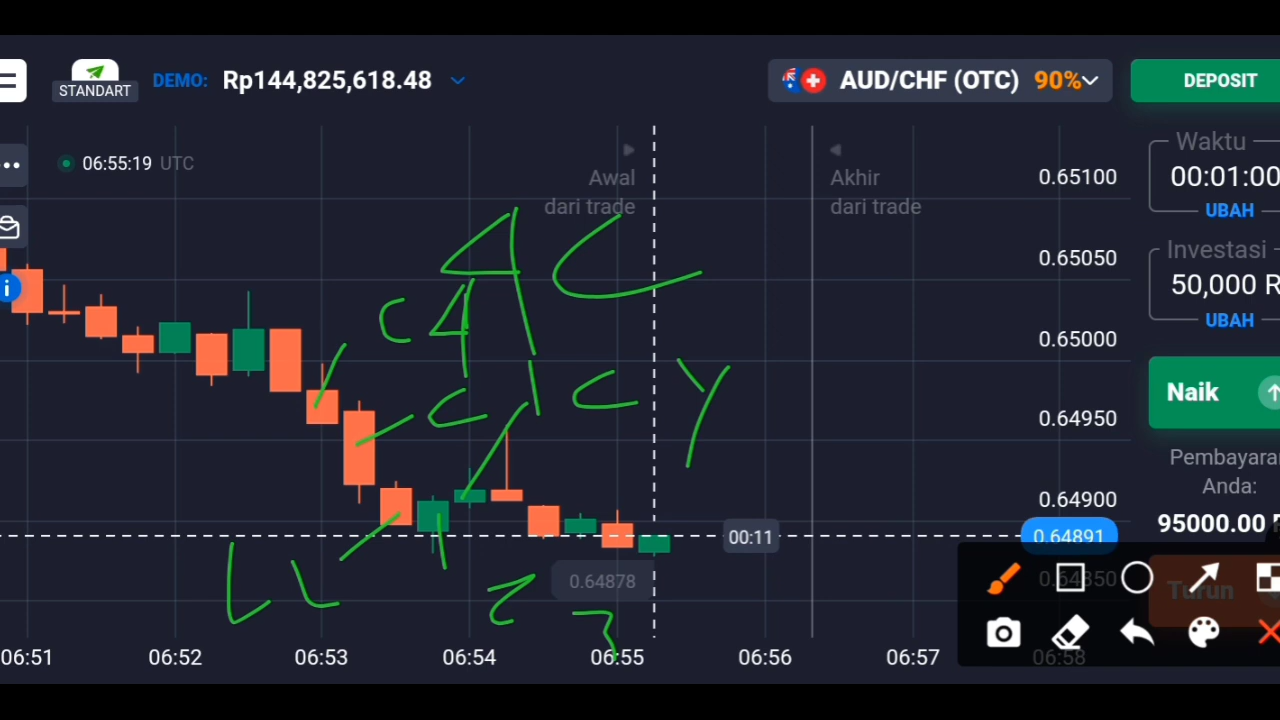 STANDART
DEMO: Rp144,825,618.48
AUD/CHF (OTC) 90%
DEPOSIT
06:55:19 UTC
Awal
dari trade
Akhir
dari trade
Waktu
00:01:00
UBAH
Investasi
50,000 R
UBAH
Naik
Pembayaran
Anda:
95000.00
Turun
0.65100
0.65050
0.65000
0.64950
0.64900
0.64891
0.64850
00:11
0.64878
06:51
06:52
06:53
06:54
06:55
06:56
06:57
06:58